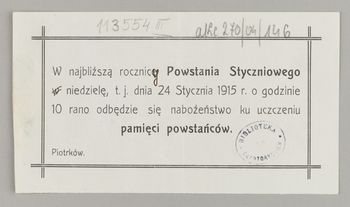 113554 III
akc 270/04/146
W najbliższą rocznicę Powstania Styczniowego
w niedzielę, t. j. dnia 24 Stycznia 1915 r. o godzinie
10 rano odbędzie się nabożeństwo ku uczczeniu
pamięci powstańców.
Piotrków.
BIBLIOTEKA